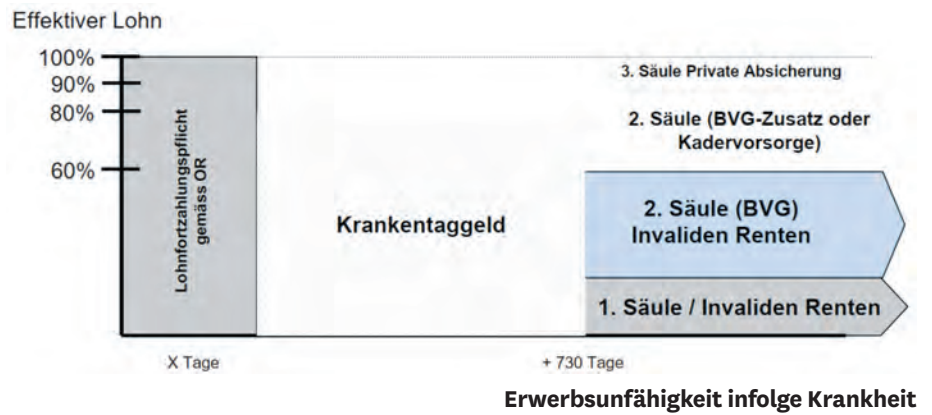 Effektiver Lohn
100%
90%
80%
60%
Lohnfortzahlungspflicht
gemäss OR
Krankentaggeld
3. Säule Private Absicherung
2. Säule (BVG-Zusatz oder
Kadervorsorge)
2. Säule (BVG)
Invaliden Renten
1. Säule / Invaliden Renten
X Tage
+ 730 Tage
Erwerbsunfähigkeit infolge Krankheit